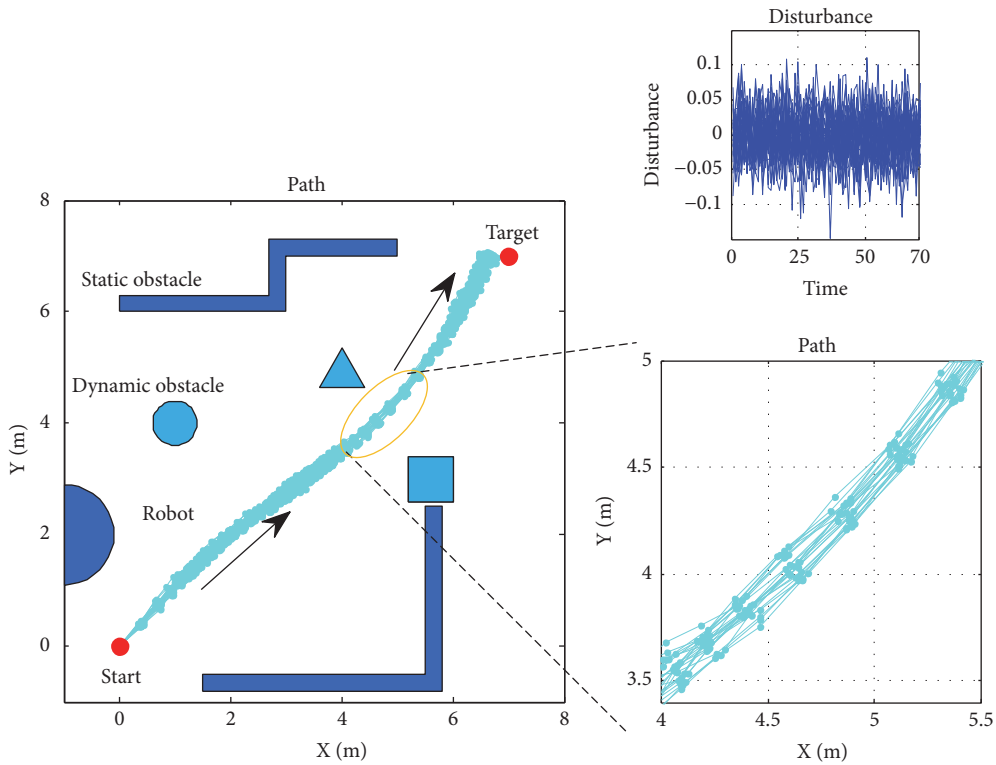 Disturbance
0.1
0.05
0
−0.05
−0.1
Disturbance
0 25 50 70
Time
Path
8
6
4
2
0
Y (m)
Target
Static obstacle
Dynamic obstacle
Robot
Start
0 2 4 6 8
X (m)
Path
5
4.5
4
3.5
Y (m)
4 4.5 5 5.5
X (m)